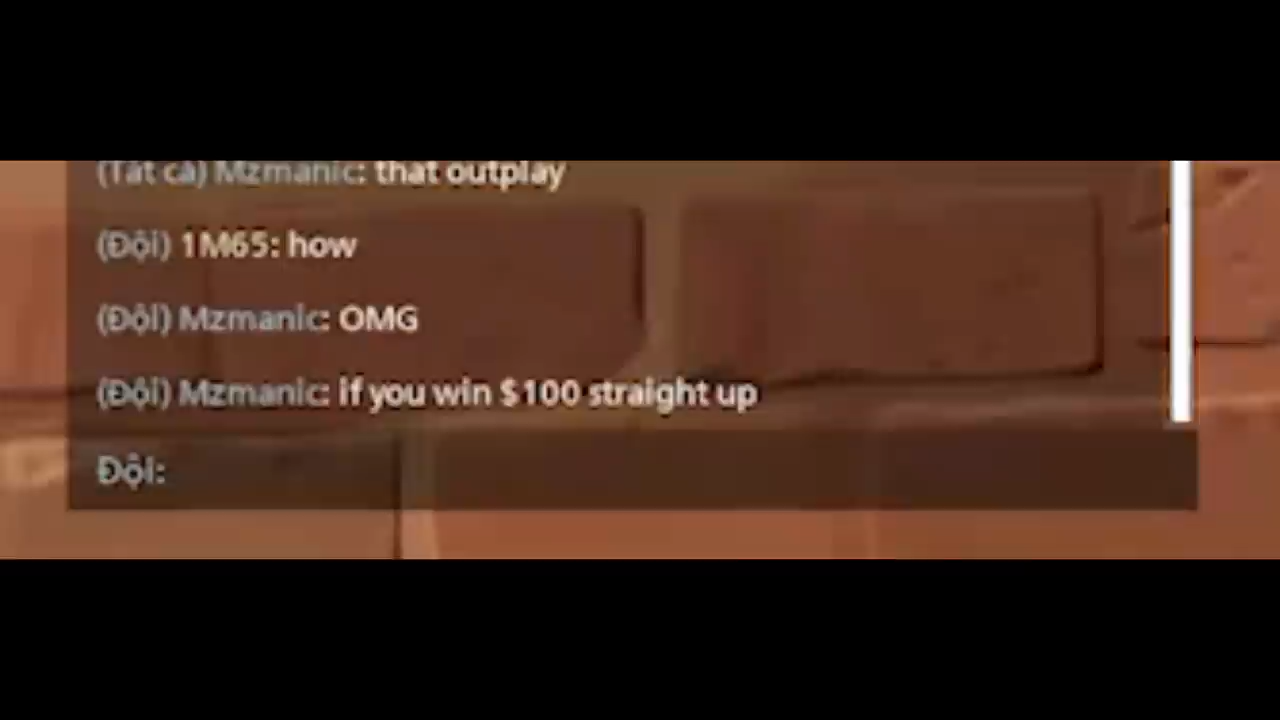 (Tất cả) Mzmanic: that outplay
(Đội) 1M65: how
(Đội) Mzmanic: OMG
(Đội) Mzmanic: if you win $100 straight up
Đội: